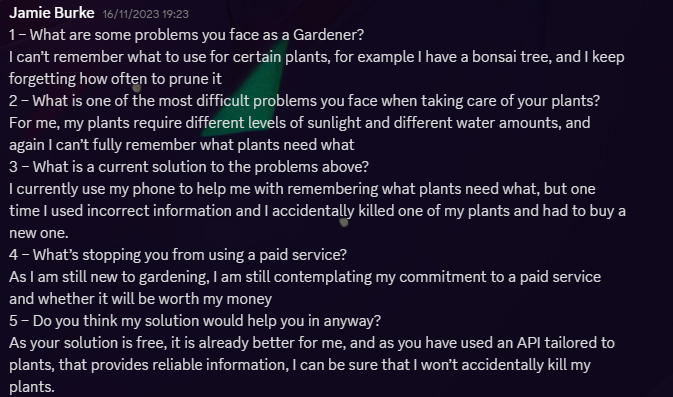 Jamie Burke 16/11/2023 19:23
1 – What are some problems you face as a Gardener?
I can't remember what to use for certain plants, for example I have a bonsai tree, and I keep
forgetting how often to prune it
2 – What is one of the most difficult problems you face when taking care of your plants?
For me, my plants require different levels of sunlight and different water amounts, and
again I can't fully remember what plants need what
3 – What is a current solution to the problems above?
I currently use my phone to help me with remembering what plants need what, but one
time I used incorrect information and I accidentally killed one of my plants and had to buy a
new one.
4 – What's stopping you from using a paid service?
As I am still new to gardening, I am still contemplating my commitment to a paid service
and whether it will be worth my money
5 – Do you think my solution would help you in anyway?
As your solution is free, it is already better for me, and as you have used an API tailored to
plants, that provides reliable information, I can be sure that I won't accidentally kill my
plants.